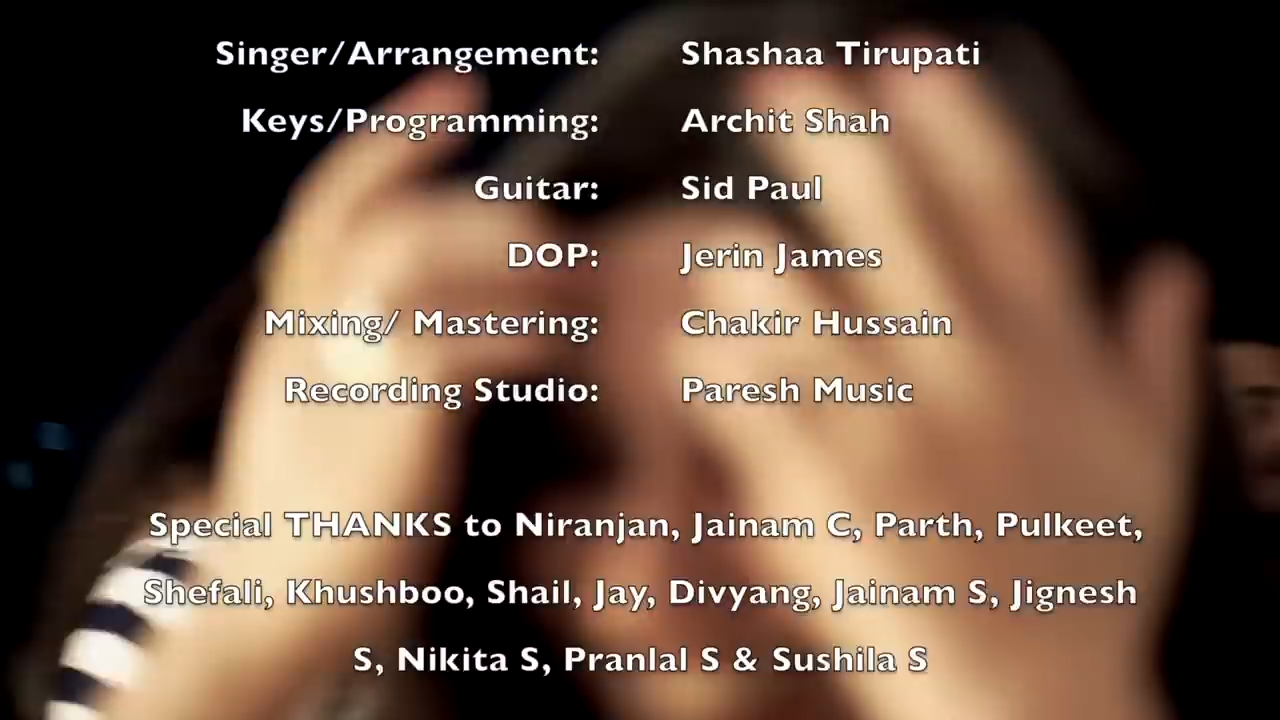 Singer/Arrangement: Shashaa Tirupati
Keys/Programming: Archit Shah
Guitar: Sid Paul
DOP: Jerin James
Mixing/ Mastering: Chakir Hussain
Recording Studio: Paresh Music
Special THANKS to Niranjan, Jainam C, Parth, Pulkeet,
Shefali, Khushboo, Shail, Jay, Divyang, Jainam S, Jignesh
S, Nikita S, Pranlal S & Sushila S